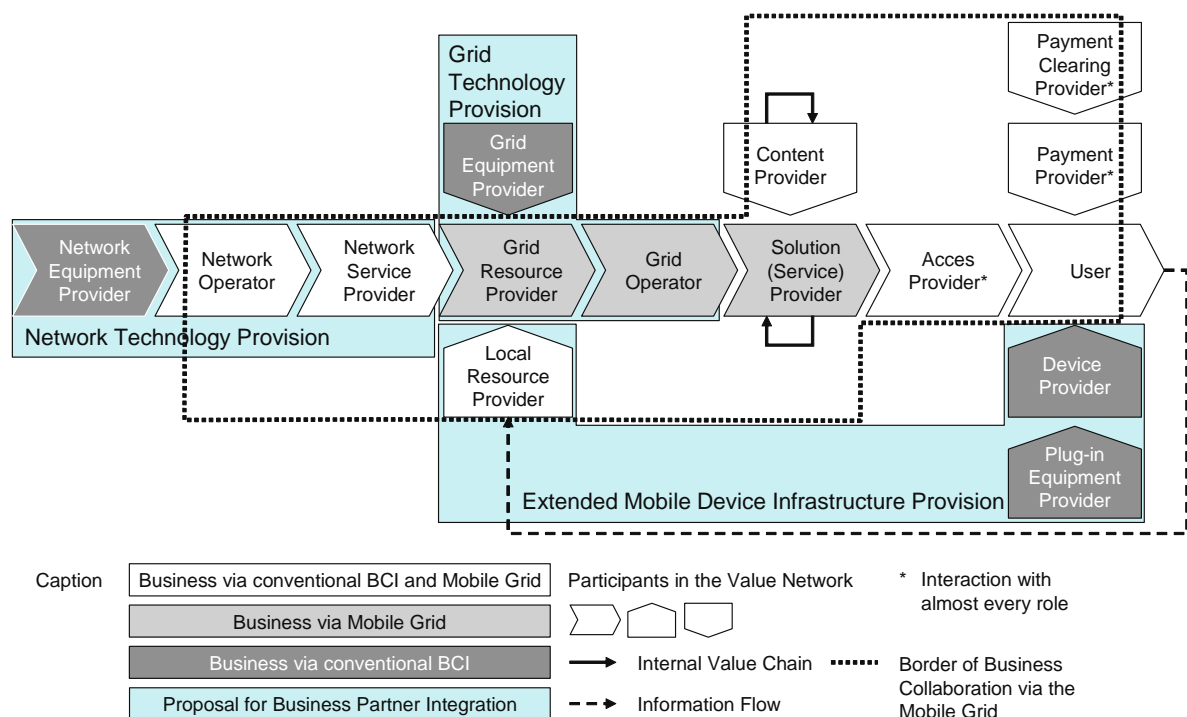 Grid
Technology
Provision
Payment
Clearing
Provider*
Grid
Equipment
Provider
Content
Provider
Payment
Provider*
Network
Equipment
Provider
Network
Operator
Network
Service
Provider
Grid
Resource
Provider
Grid
Operator
Solution
(Service)
Provider
Acces
Provider*
User
Network Technology Provision
Local
Resource
Provider
Device
Provider
Plug-in
Equipment
Provider
Extended Mobile Device Infrastructure Provision
Caption
Business via conventional BCI and Mobile Grid
Business via Mobile Grid
Business via conventional BCI
Proposal for Business Partner Integration
Participants in the Value Network
Internal Value Chain
Information Flow
* Interaction with
almost every role
Border of Business
Collaboration via the
Mobile Grid